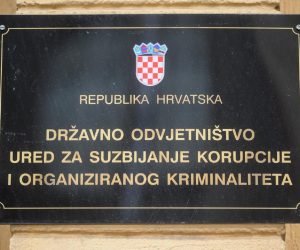 REPUBLIKA HRVATSKA
DRŽAVNO ODVJETNIŠTVO
URED ZA SUZBIJANJE KORUPCIJE
I ORGANIZIRANOG KRIMINALITETA